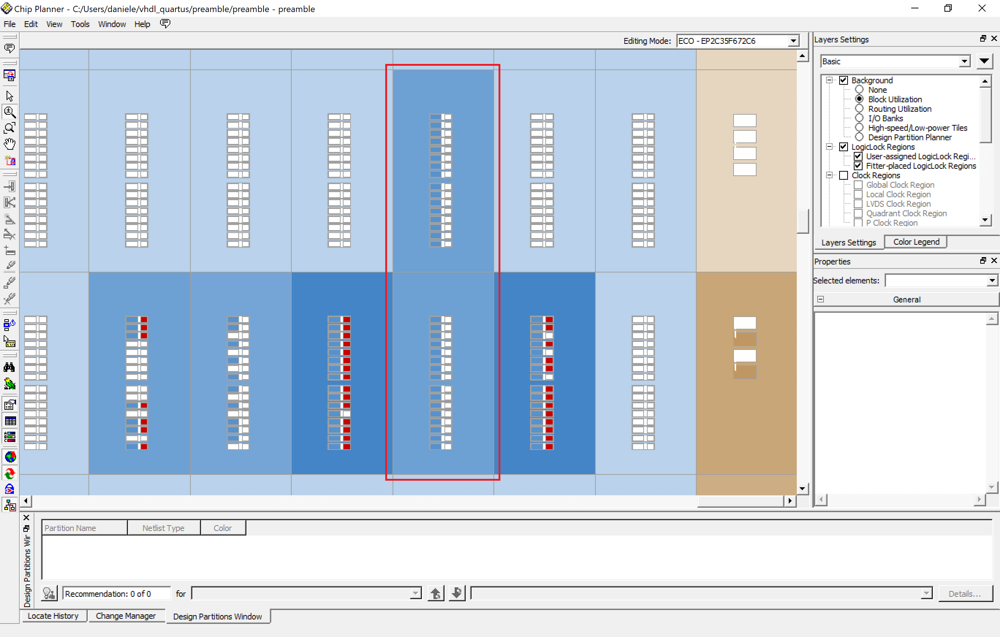 Chip Planner - C:/Users/daniele/vhdl_quartus/preamble/preamble - preamble
File Edit View Tools Window Help
Editing Mode: ECO - EP2C35F672C6
Layers Settings
Basic
Background
None
Block Utilization
Routing Utilization
I/O Banks
High-speed/Low-power Tiles
Design Partition Planner
LogicLock Regions
User-assigned LogicLock Regi...
Fitter-placed LogicLock Regions
Clock Regions
Global Clock Region
Local Clock Region
LVDS Clock Region
Quadrant Clock Region
P Clock Region
Layers Settings Color Legend
Properties
Selected elements:
General
Design Partitions Wir
Partition Name Netlist Type Color
Recommendation: 0 of 0 for Details...
Locate History Change Manager Design Partitions Window